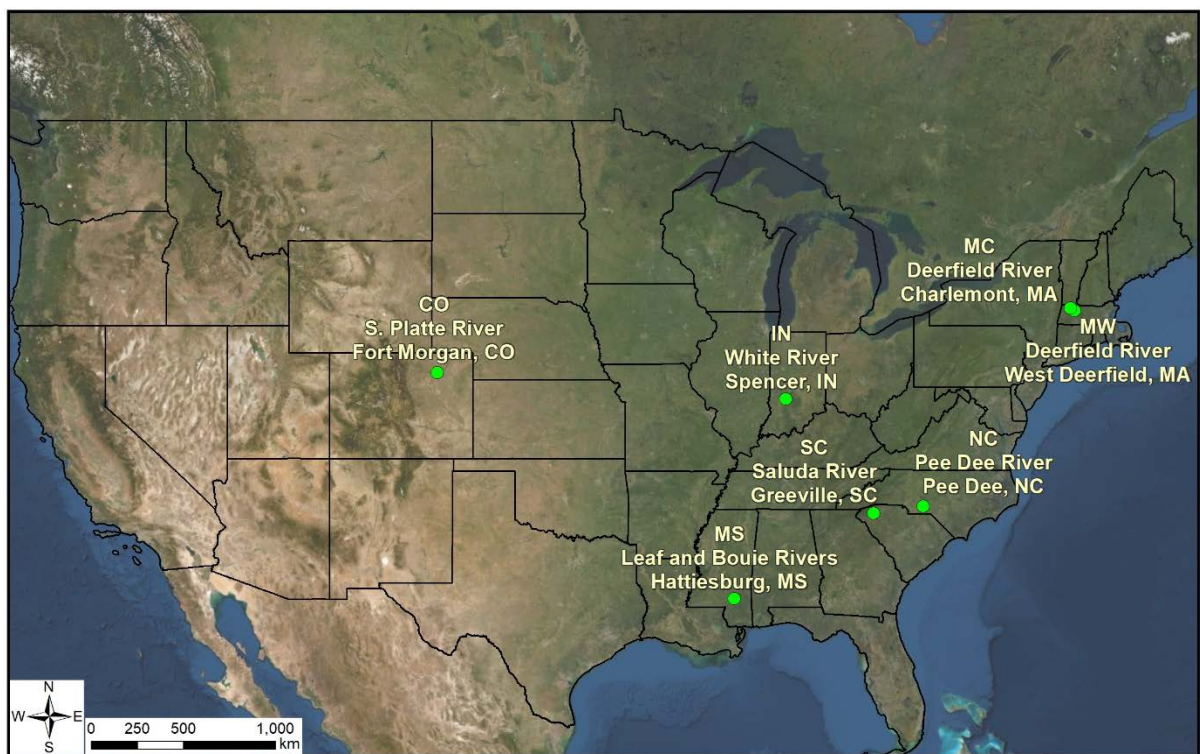 MC
Deerfield River
Charlemont, MA
MW
Deerfield River
West Deerfield, MA
CO
S. Platte River
Fort Morgan, CO
IN
White River
Spencer, IN
SC
Saluda River
Greeville, SC
NC
Pee Dee River
Pee Dee, NC
MS
Leaf and Bouie Rivers
Hattiesburg, MS
N
W E
S
0 250 500 1,000
km